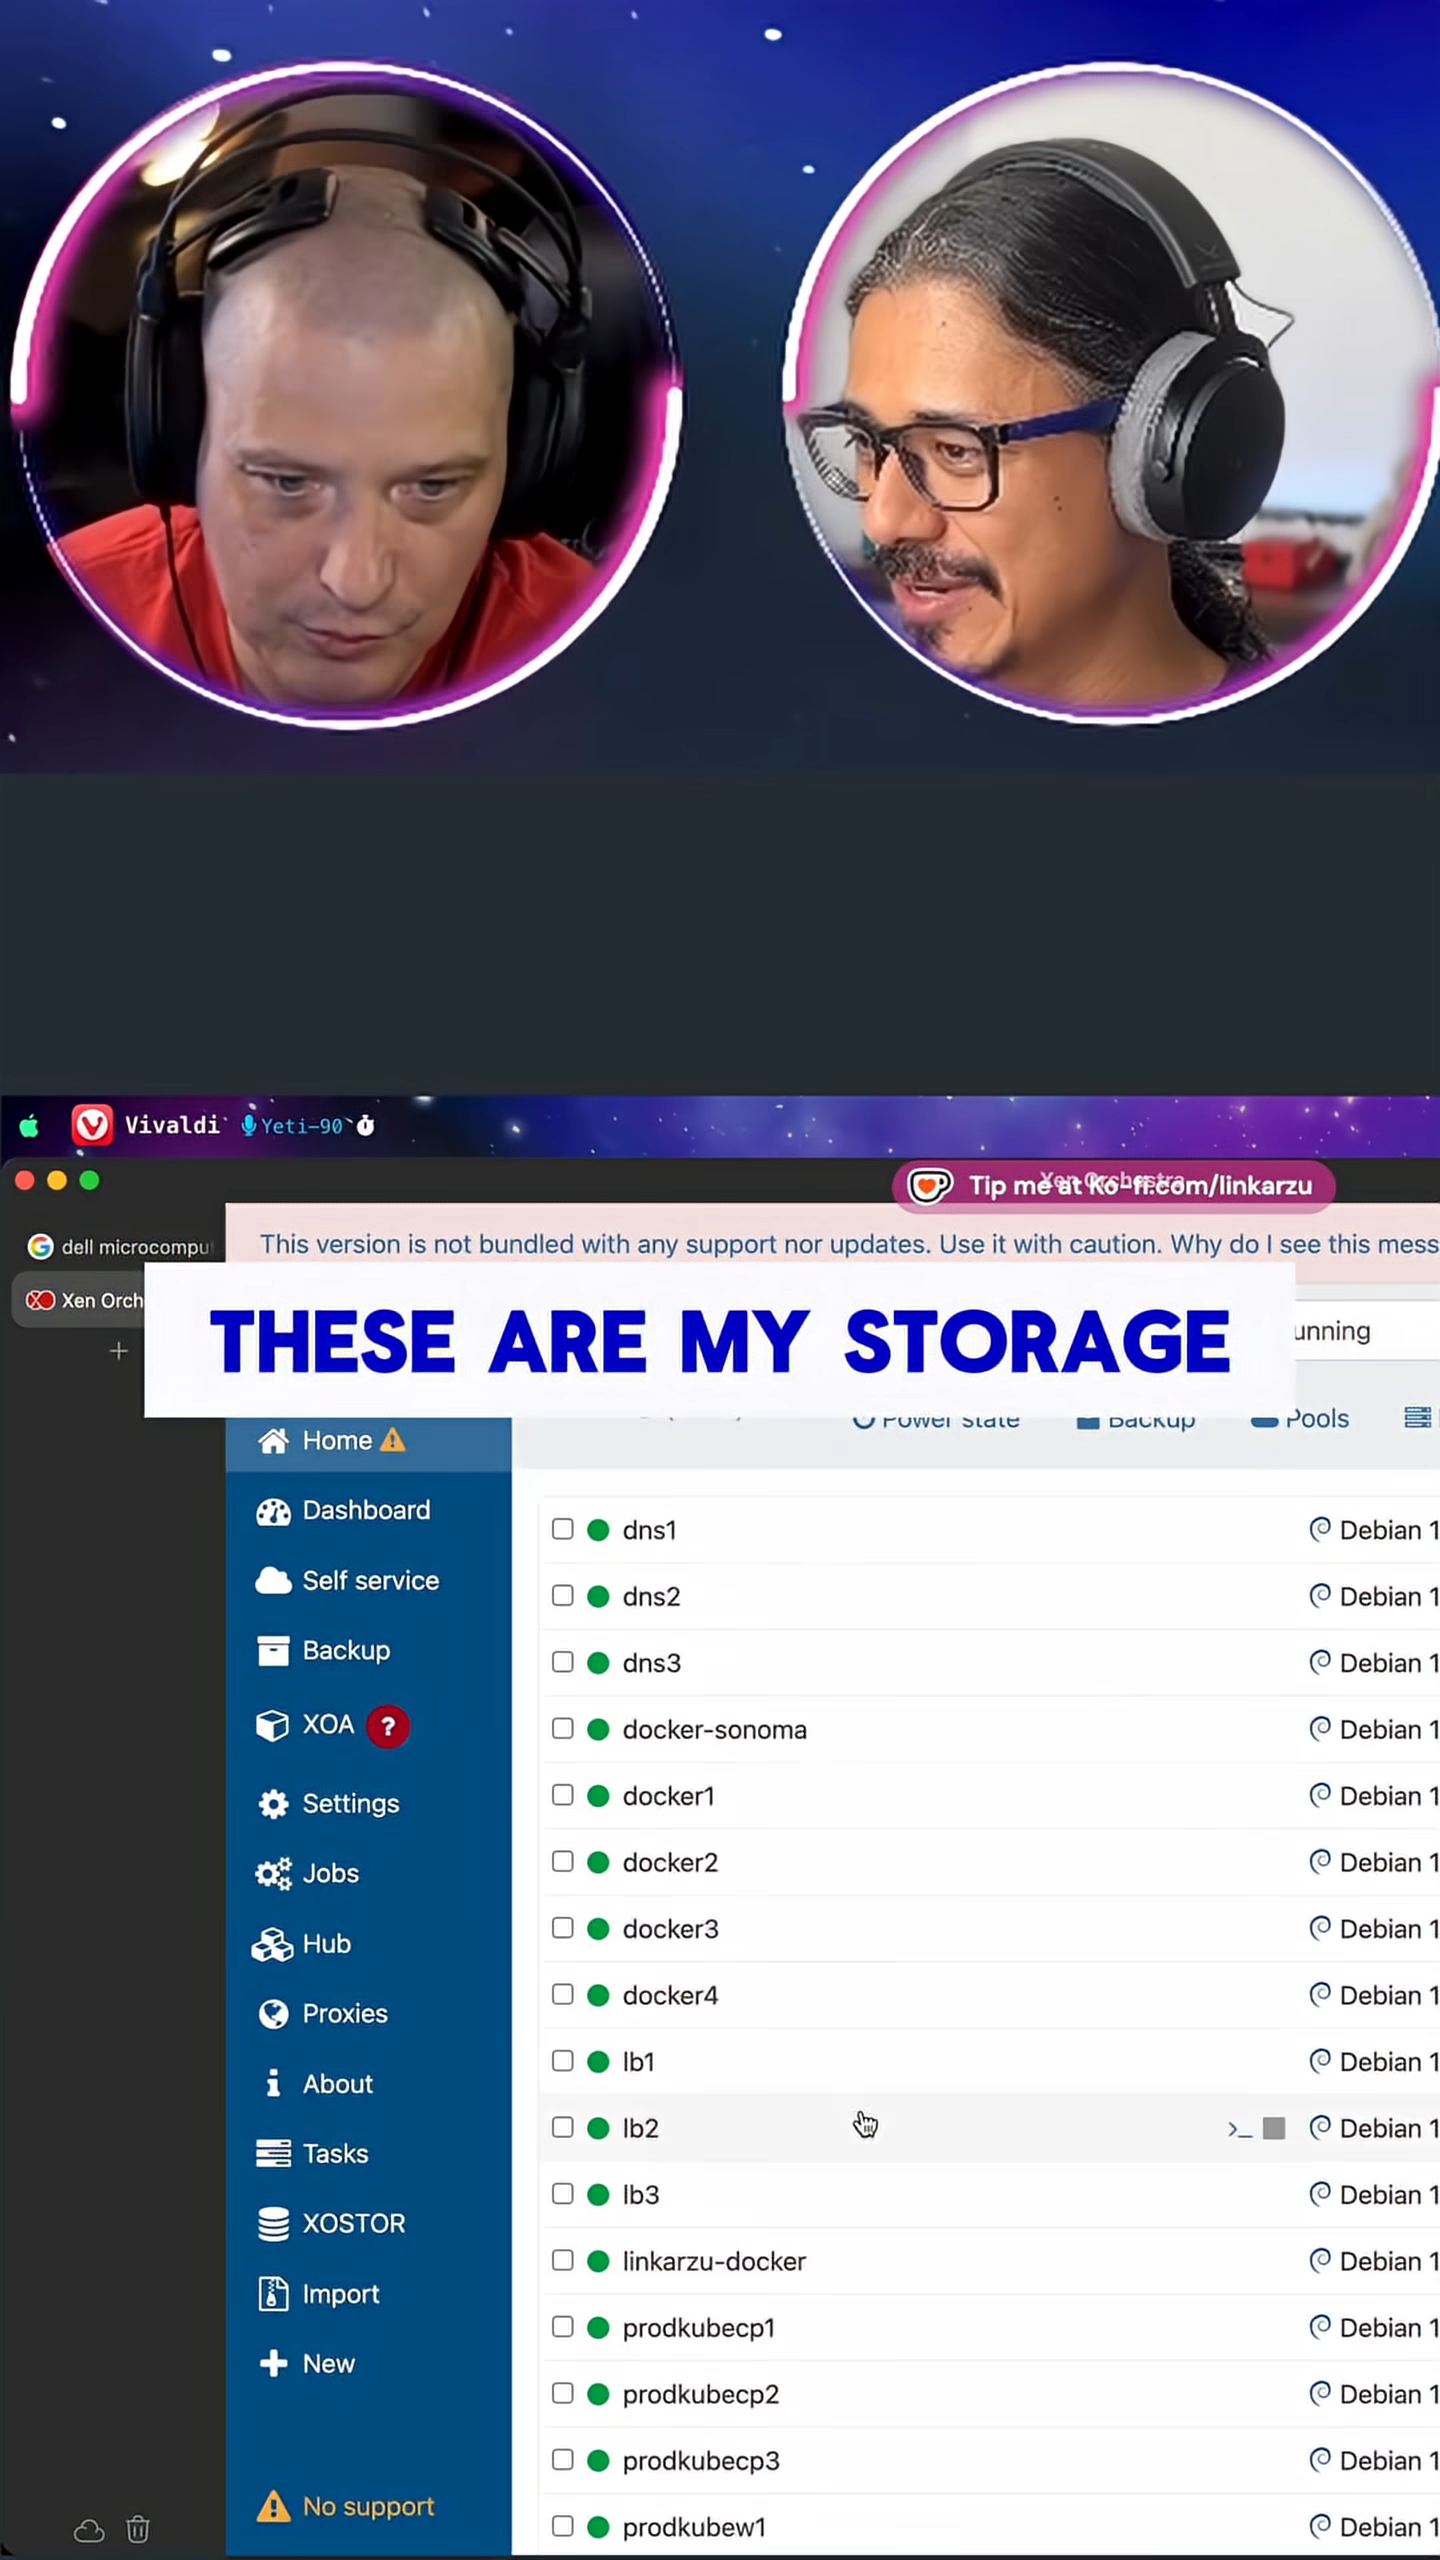 Vivaldi Yeti-90
Tip me at Ko-fi.com/linkarzu
dell microcompu
This version is not bundled with any support nor updates. Use it with caution. Why do I see this mess
Xen Orch
THESE ARE MY STORAGE
unning
Power state Backup Pools
Home
Dashboard
Self service
Backup
XOA ?
Settings
Jobs
Hub
Proxies
About
Tasks
XOSTOR
Import
New
No support
dns1 Debian 1
dns2 Debian 1
dns3 Debian 1
docker-sonoma Debian 1
docker1 Debian 1
docker2 Debian 1
docker3 Debian 1
docker4 Debian 1
lb1 Debian 1
lb2 >_ Debian 1
lb3 Debian 1
linkarzu-docker Debian 1
prodkubecp1 Debian 1
prodkubecp2 Debian 1
prodkubecp3 Debian 1
prodkubew1 Debian 1